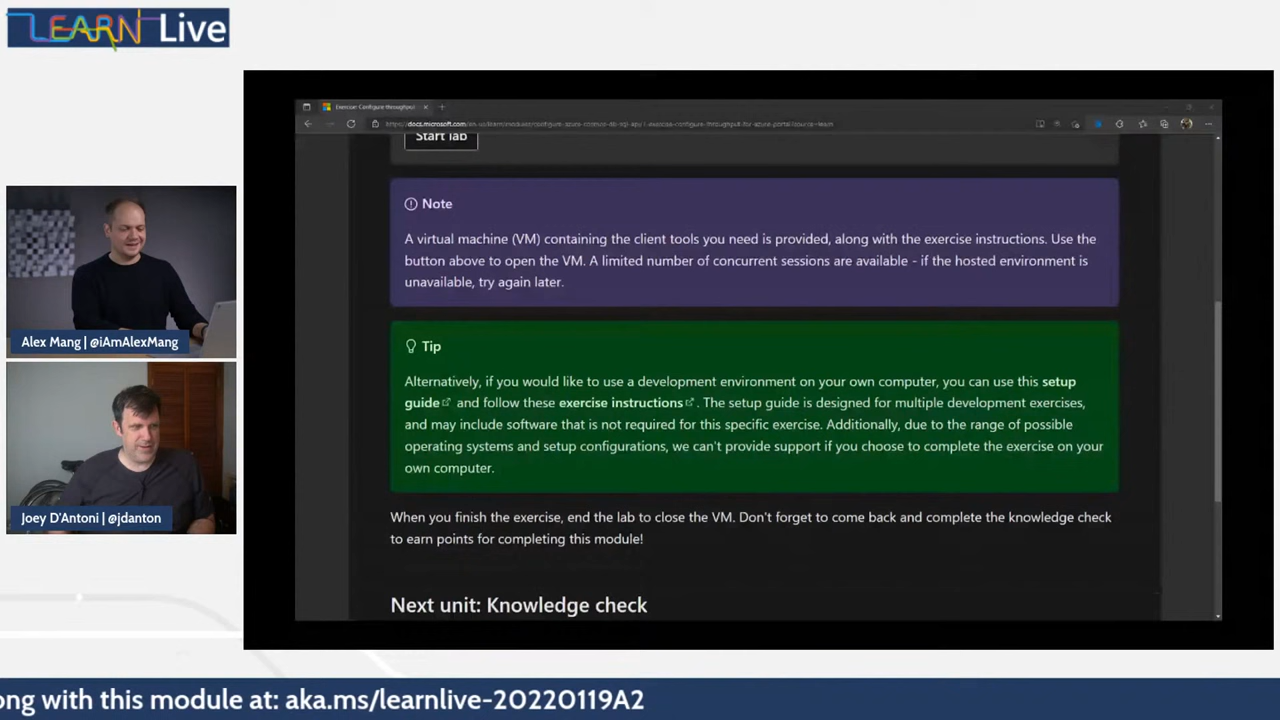 LEARN Live
Exercise: Configure throughput
Start lab
Note
A virtual machine (VM) containing the client tools you need is provided, along with the exercise instructions. Use the
button above to open the VM. A limited number of concurrent sessions are available - if the hosted environment is
unavailable, try again later.
Tip
Alternatively, if you would like to use a development environment on your own computer, you can use this setup
guide and follow these exercise instructions . The setup guide is designed for multiple development exercises,
and may include software that is not required for this specific exercise. Additionally, due to the range of possible
operating systems and setup configurations, we can't provide support if you choose to complete the exercise on your
own computer.
When you finish the exercise, end the lab to close the VM. Don't forget to come back and complete the knowledge check
to earn points for completing this module!
Next unit: Knowledge check
Alex Mang | @iAmAlexMang
Joey D'Antoni | @jdanton
ong with this module at: aka.ms/learnlive-20220119A2